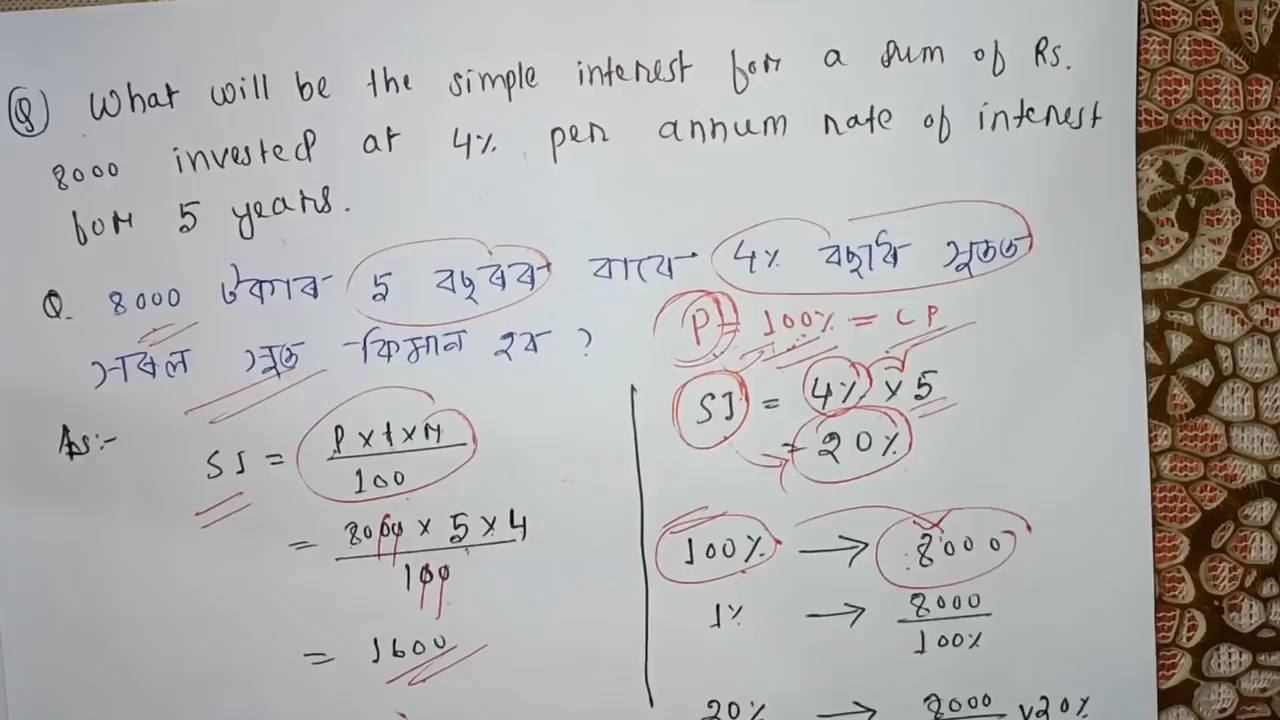 Q) What will be the simple interest for a sum of Rs.
8000 invested at 4% per annum rate of interest
for 5 years.
Q. 8000 টকাৰ 5 বছৰৰ বাবে 4% বছৰি সুতত
সৰল সুত কিমান হব ?
Ans:-
SI = P x t x r
100
= 8000 x 5 x 4
100
= 1600
P = 100% = CP
SI = 4% x 5
= 20%
100% → 8000
1% → 8000
100%
20% → 8000 x 20%